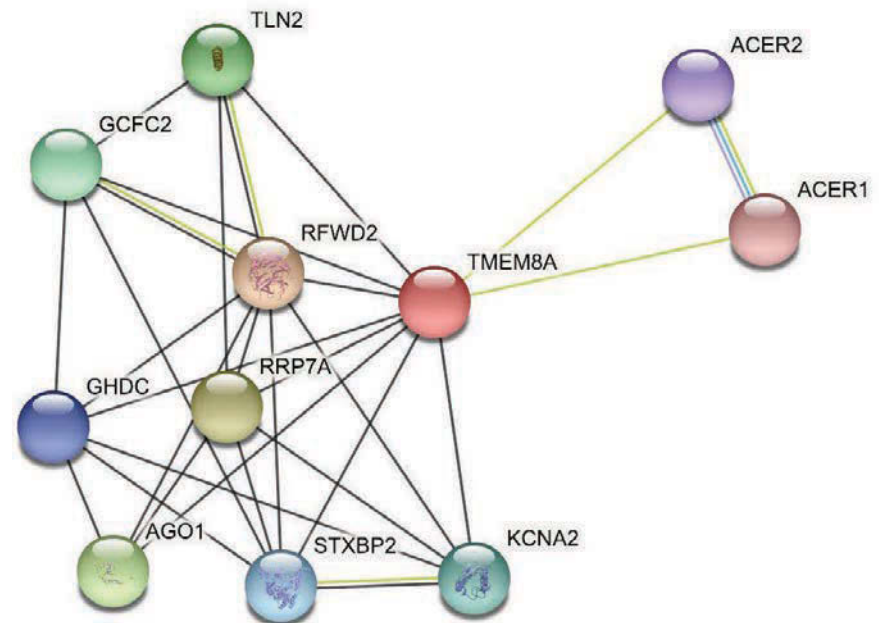 TLN2
ACER2
GCFC2
ACER1
RFWD2
TMEM8A
RRP7A
GHDC
AGO1
STXBP2
KCNA2